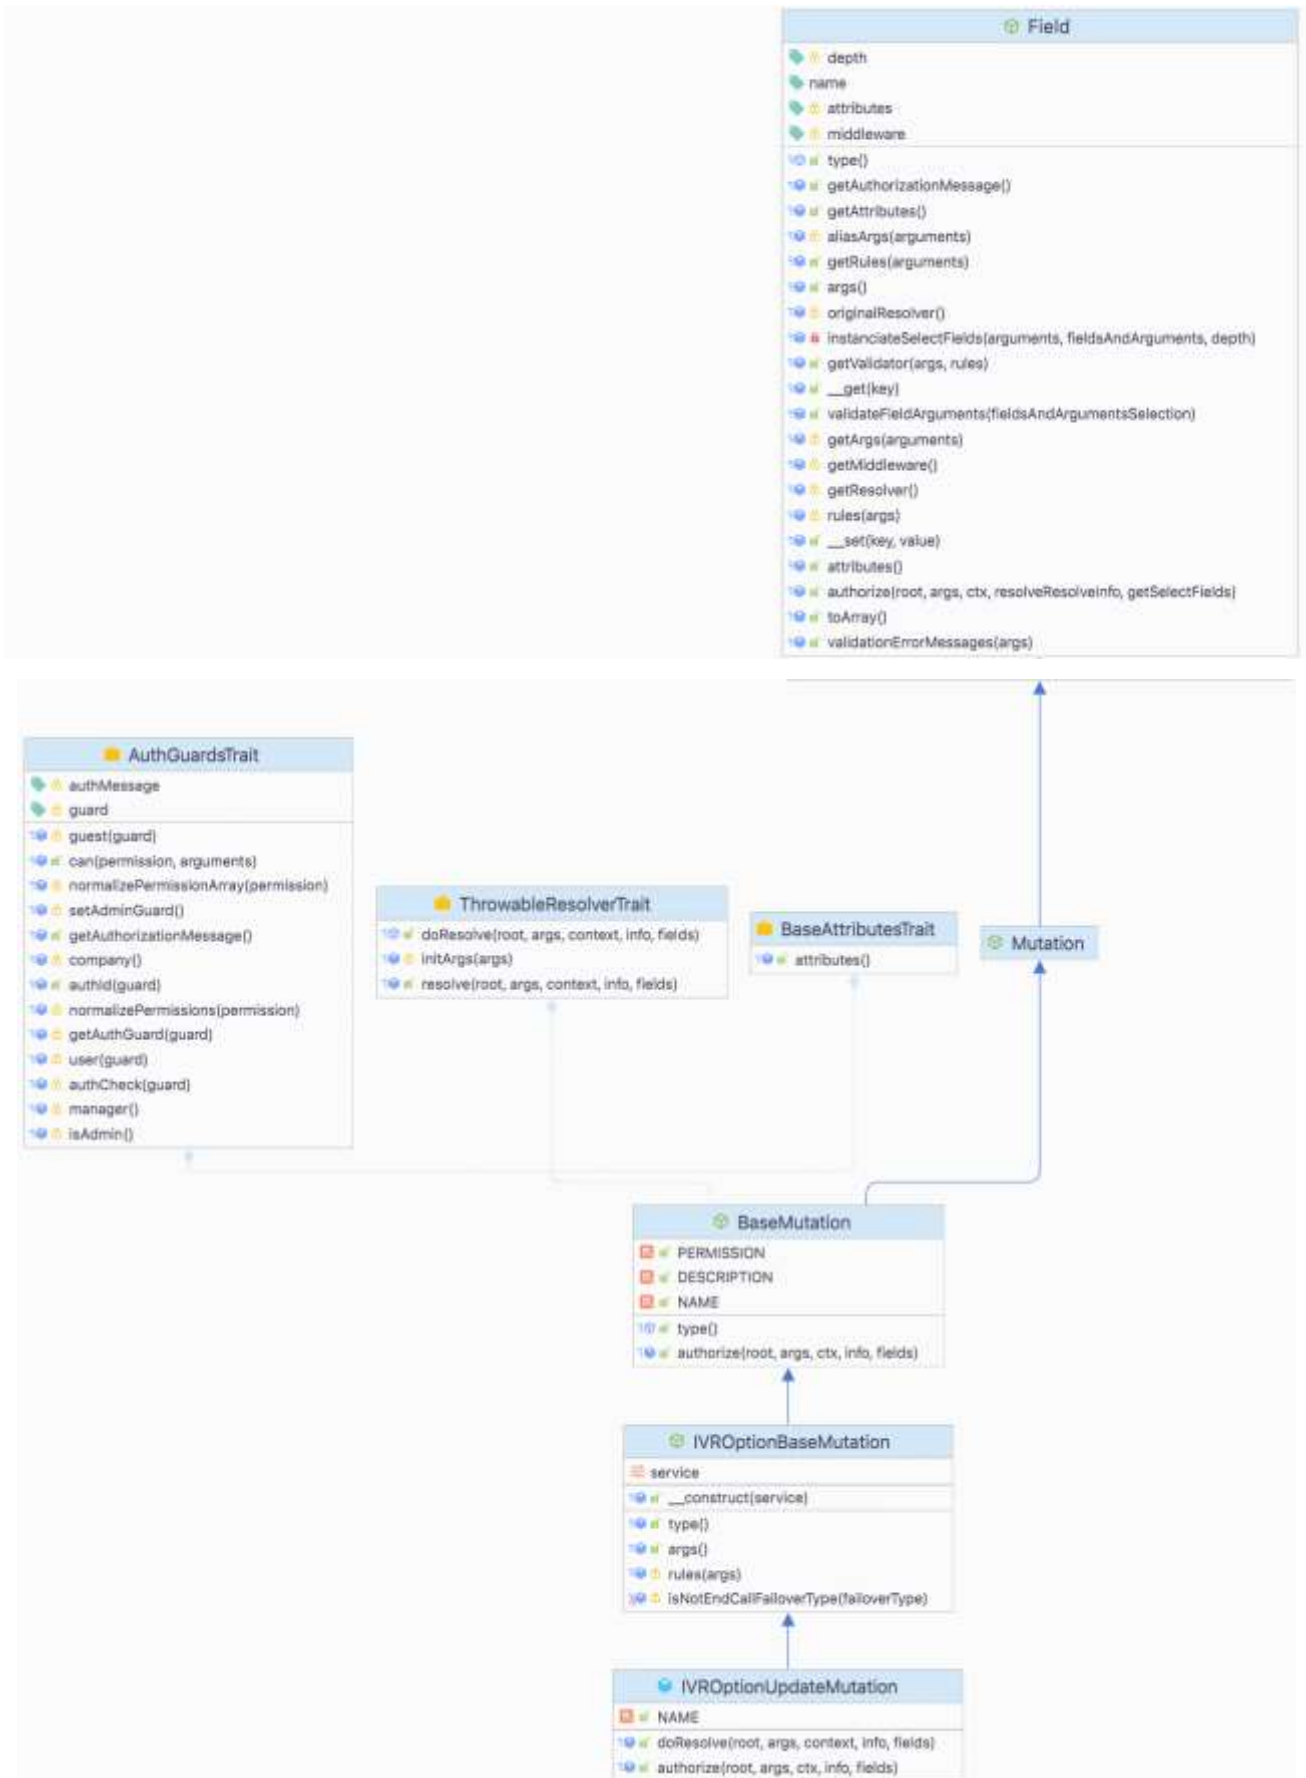 Field
depth
name
attributes
middleware
type()
getAuthorizationMessage()
getAttributes()
aliasArgs(arguments)
getRules(arguments)
args()
originalResolver()
instanciateSelectFields(arguments, fieldsAndArguments, depth)
getValidator(args, rules)
__get(key)
validateFieldArguments(fieldsAndArgumentsSelection)
getArgs(arguments)
getMiddleware()
getResolver()
rules(args)
__set(key, value)
attributes()
authorize(root, args, ctx, resolveResolveInfo, getSelectFields)
toArray()
validationErrorMessages(args)
AuthGuardsTrait
authMessage
guard
guest(guard)
can(permission, arguments)
normalizePermissionArray(permission)
setAdminGuard()
getAuthorizationMessage()
company()
authId(guard)
normalizePermissions(permission)
getAuthGuard(guard)
user(guard)
authCheck(guard)
manager()
isAdmin()
ThrowableResolverTrait
doResolve(root, args, context, info, fields)
initArgs(args)
resolve(root, args, context, info, fields)
BaseAttributesTrait
attributes()
Mutation
BaseMutation
PERMISSION
DESCRIPTION
NAME
type()
authorize(root, args, ctx, info, fields)
IVROptionBaseMutation
service
__construct(service)
type()
args()
rules(args)
isNotEndCallFailoverType(failoverType)
IVROptionUpdateMutation
NAME
doResolve(root, args, context, info, fields)
authorize(root, args, ctx, info, fields)